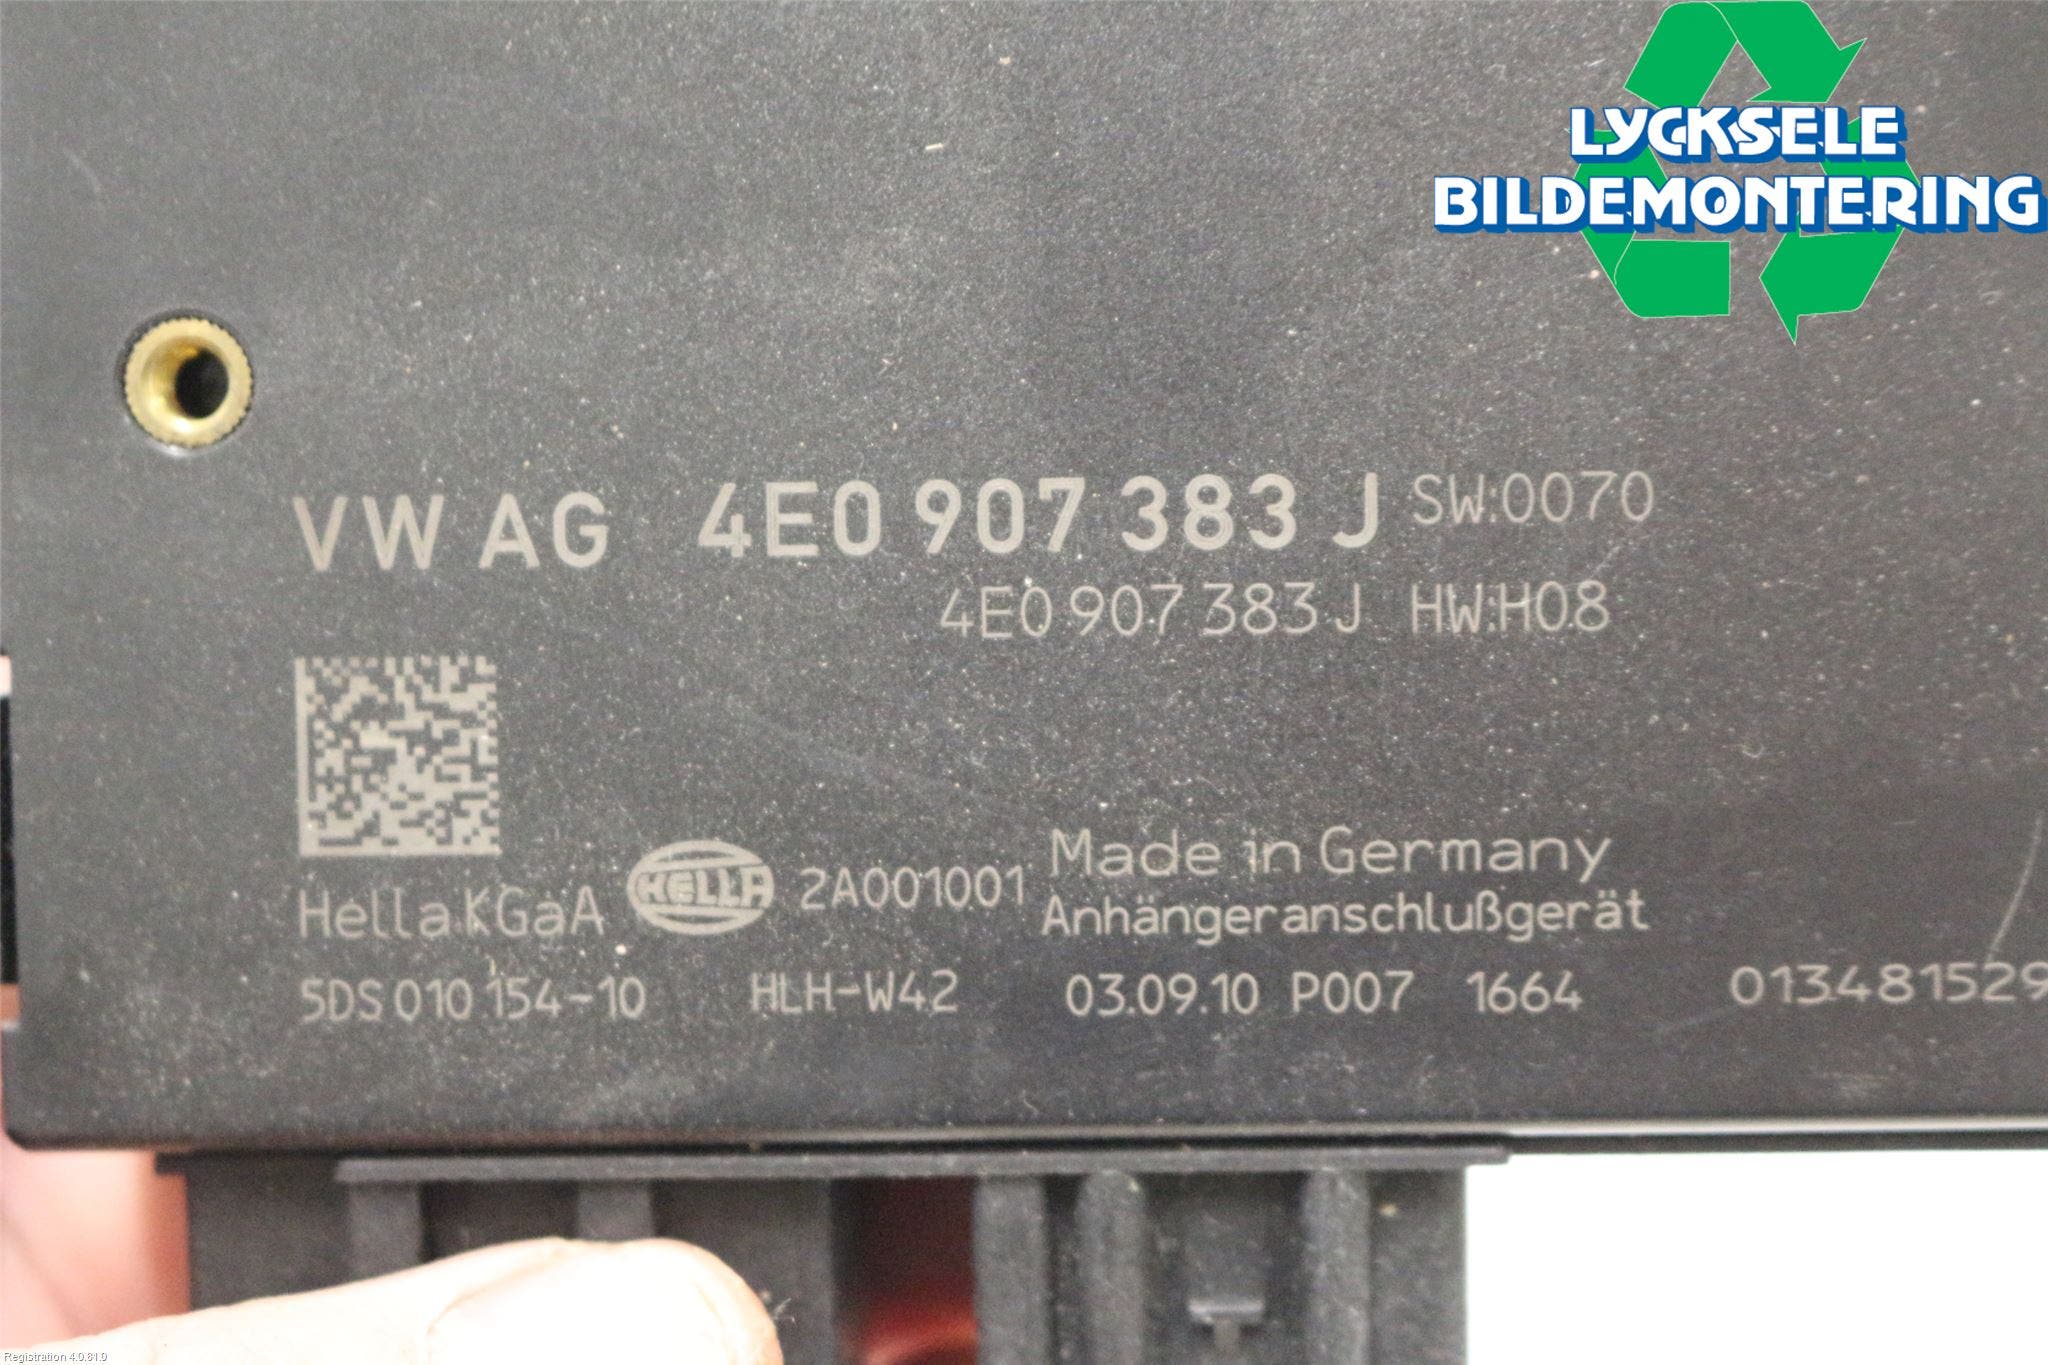 LYCKSELE
BILDEMONTERING
VW AG 4E0 907 383 J SW:0070
4E0 907 383 J HW:H08
Hella KGaA HELLA 2A001001 Made in Germany
Anhängeranschlußgerät
5DS 010 154-10 HLH-W42 03.09.10 P007 1664 013481529
Registration 4.0.81.0